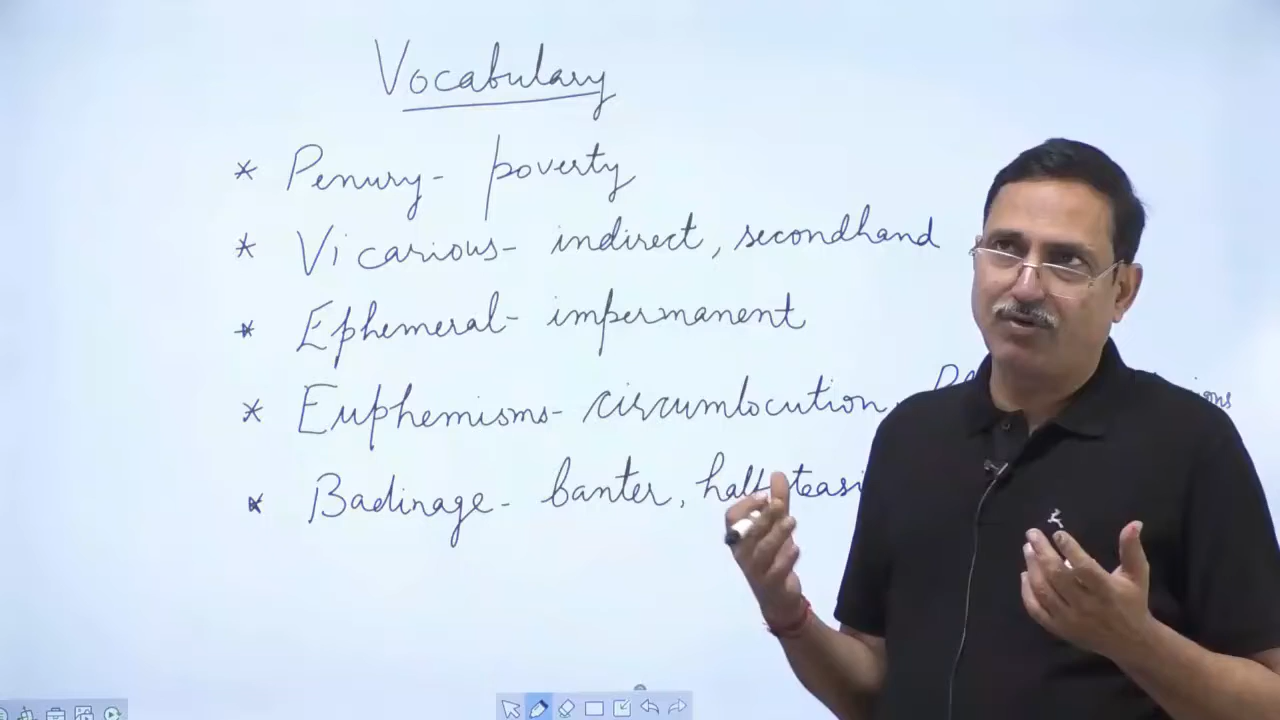 Vocabulary
* Penury - poverty
* Vicarious - indirect, secondhand
* Ephemeral - impermanent
* Euphemisms - circumlocution,
* Badinage - banter, half